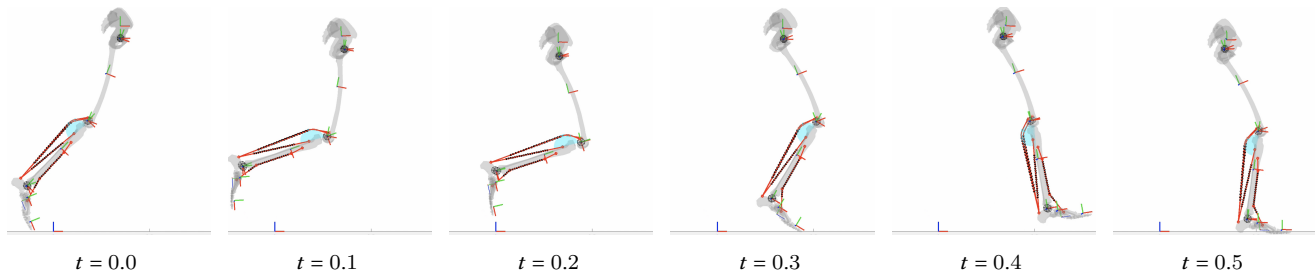 t = 0.0 t = 0.1 t = 0.2 t = 0.3 t = 0.4 t = 0.5